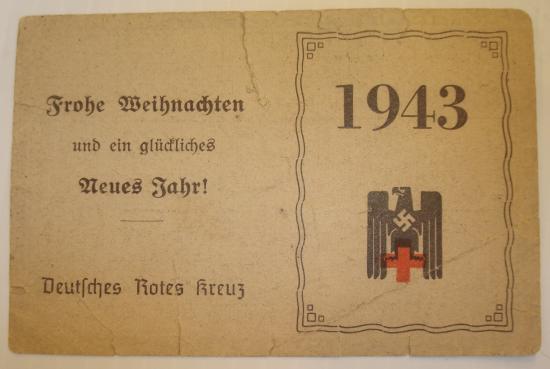 Frohe Weihnachten
und ein glückliches
Neues Jahr!
Deutsches Rotes Kreuz
1943